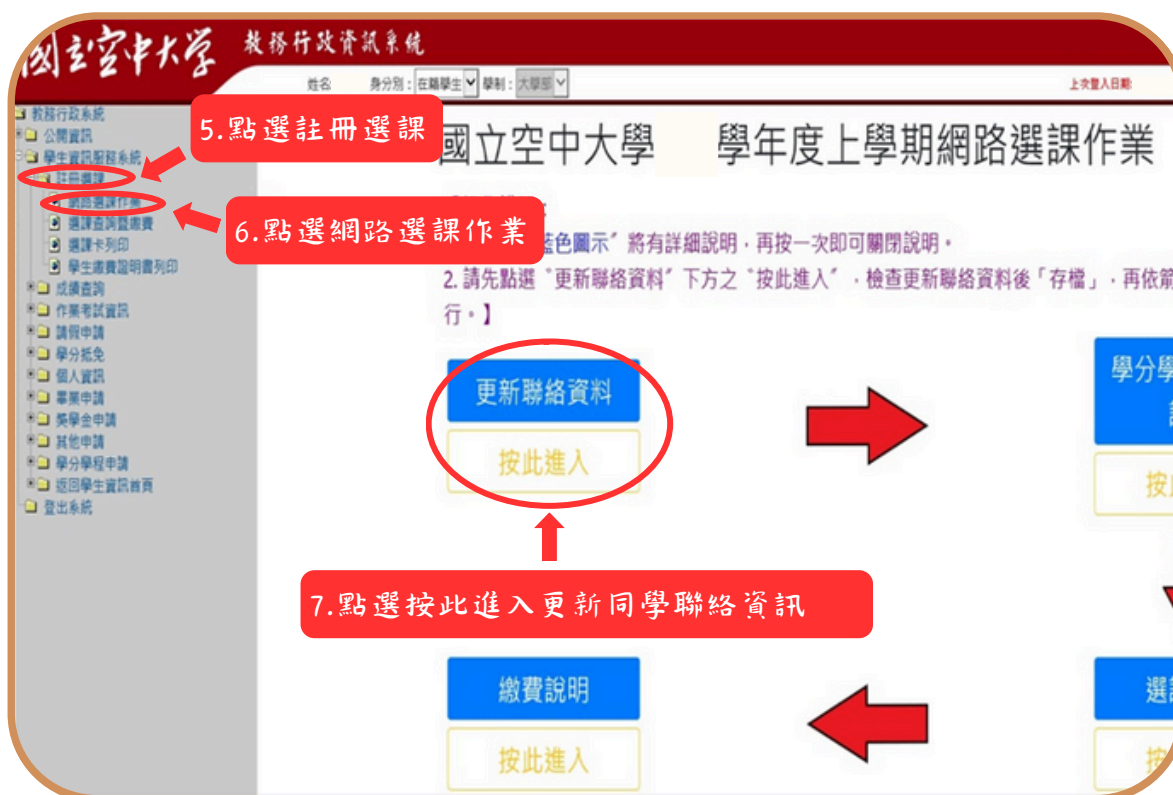 國立空中大學
教務行政資訊系統
姓名
身分別：在籍學生
學制：大學部
上次登入日期:
教務行政系統
公開資訊
學生資訊服務系統
註冊選課
網路選課作業
選課查詢暨繳費
選課卡列印
學生繳費證明書列印
成績查詢
作業考試資訊
請假申請
學分抵免
個人資訊
畢業申請
獎學金申請
其他申請
學分學程申請
返回學生資訊首頁
登出系統
5.點選註冊選課
6.點選網路選課作業
國立空中大學 學年度上學期網路選課作業
藍色圖示〞將有詳細說明，再按一次即可關閉說明。
2. 請先點選〝更新聯絡資料〞下方之〝按此進入〞，檢查更新聯絡資料後「存檔」，再依箭
行。】
更新聯絡資料
按此進入
學分學
按
7.點選按此進入更新同學聯絡資訊
繳費說明
按此進入
選
按